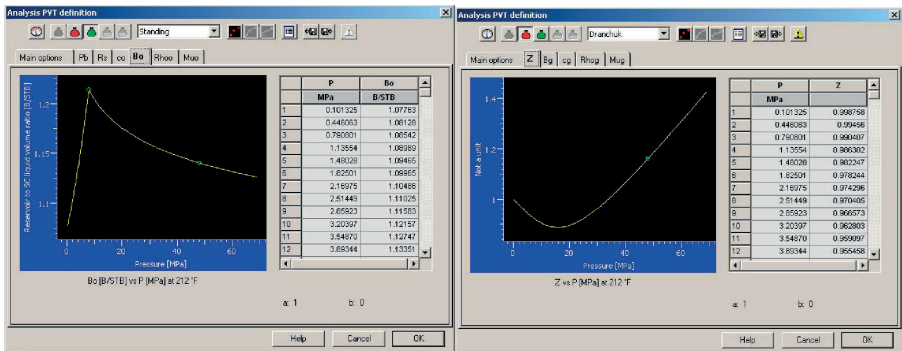 Analysis PVT definition
Standing
Main options Pb Rs co Bo Rhoo Muo
Reservoir to SC liquid volume ratio [B/STB]
1.2
1.15
1.1
0 20 40 60
Pressure [MPa]
Bo [B/STB] vs P [MPa] at 212 °F
P Bo
MPa B/STB
1 0.101325 1.07763
2 0.446063 1.08128
3 0.790801 1.08542
4 1.13554 1.08989
5 1.48028 1.09465
6 1.82501 1.09965
7 2.16975 1.10486
8 2.51449 1.11025
9 2.85923 1.11583
10 3.20397 1.12157
11 3.54870 1.12747
12 3.89344 1.13351
a: 1 b: 0
Help Cancel OK
Analysis PVT definition
Dranchuk
Main options Z Bg cg Rhog Mug
Not a unit
1.4
1.2
1
0 20 40 60
Pressure [MPa]
Z vs P [MPa] at 212 °F
P Z
MPa
1 0.101325 0.998758
2 0.446063 0.99456
3 0.790801 0.990407
4 1.13554 0.986302
5 1.48028 0.982247
6 1.82501 0.978244
7 2.16975 0.974296
8 2.51449 0.970405
9 2.85923 0.966573
10 3.20397 0.962803
11 3.54870 0.959097
12 3.89344 0.955458
a: 1 b: 0
Help Cancel OK